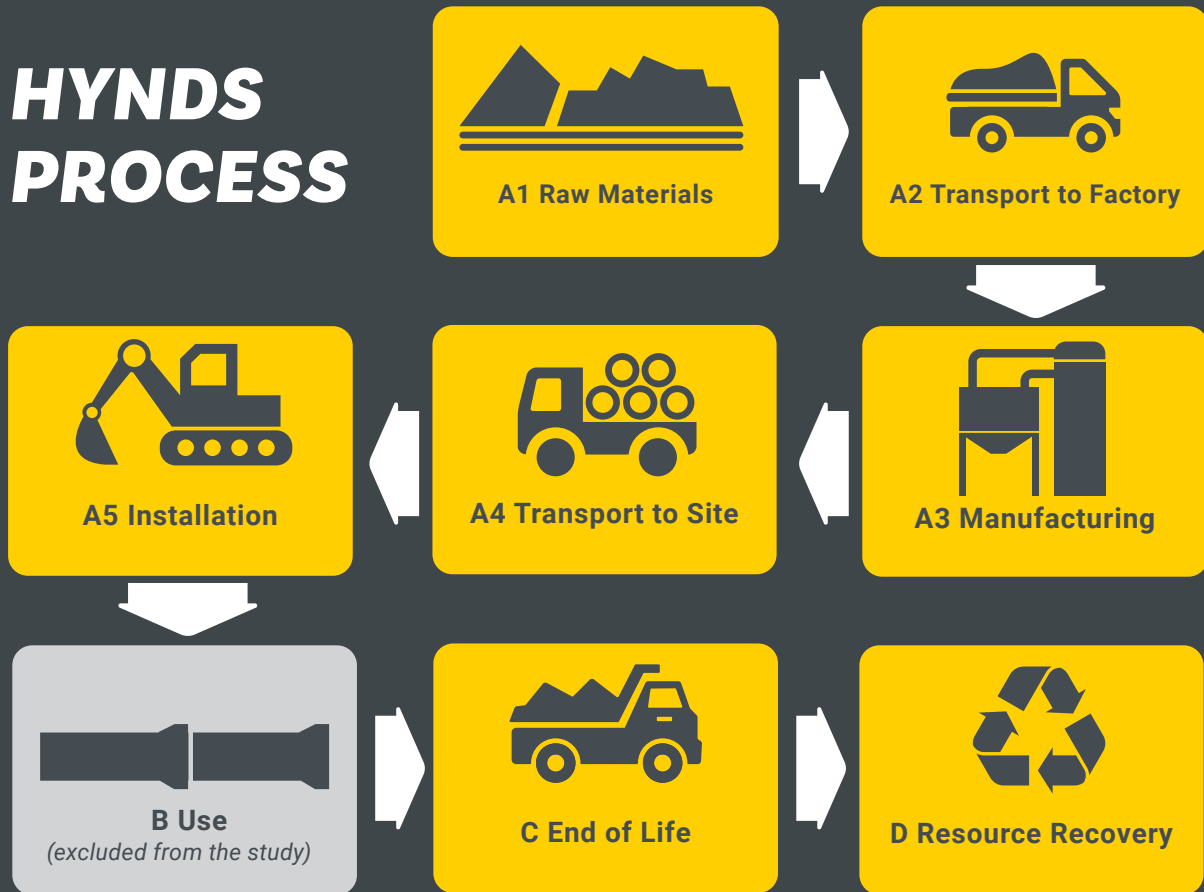 HYNDS
PROCESS
A1 Raw Materials
A2 Transport to Factory
A3 Manufacturing
A4 Transport to Site
A5 Installation
B Use
(excluded from the study)
C End of Life
D Resource Recovery